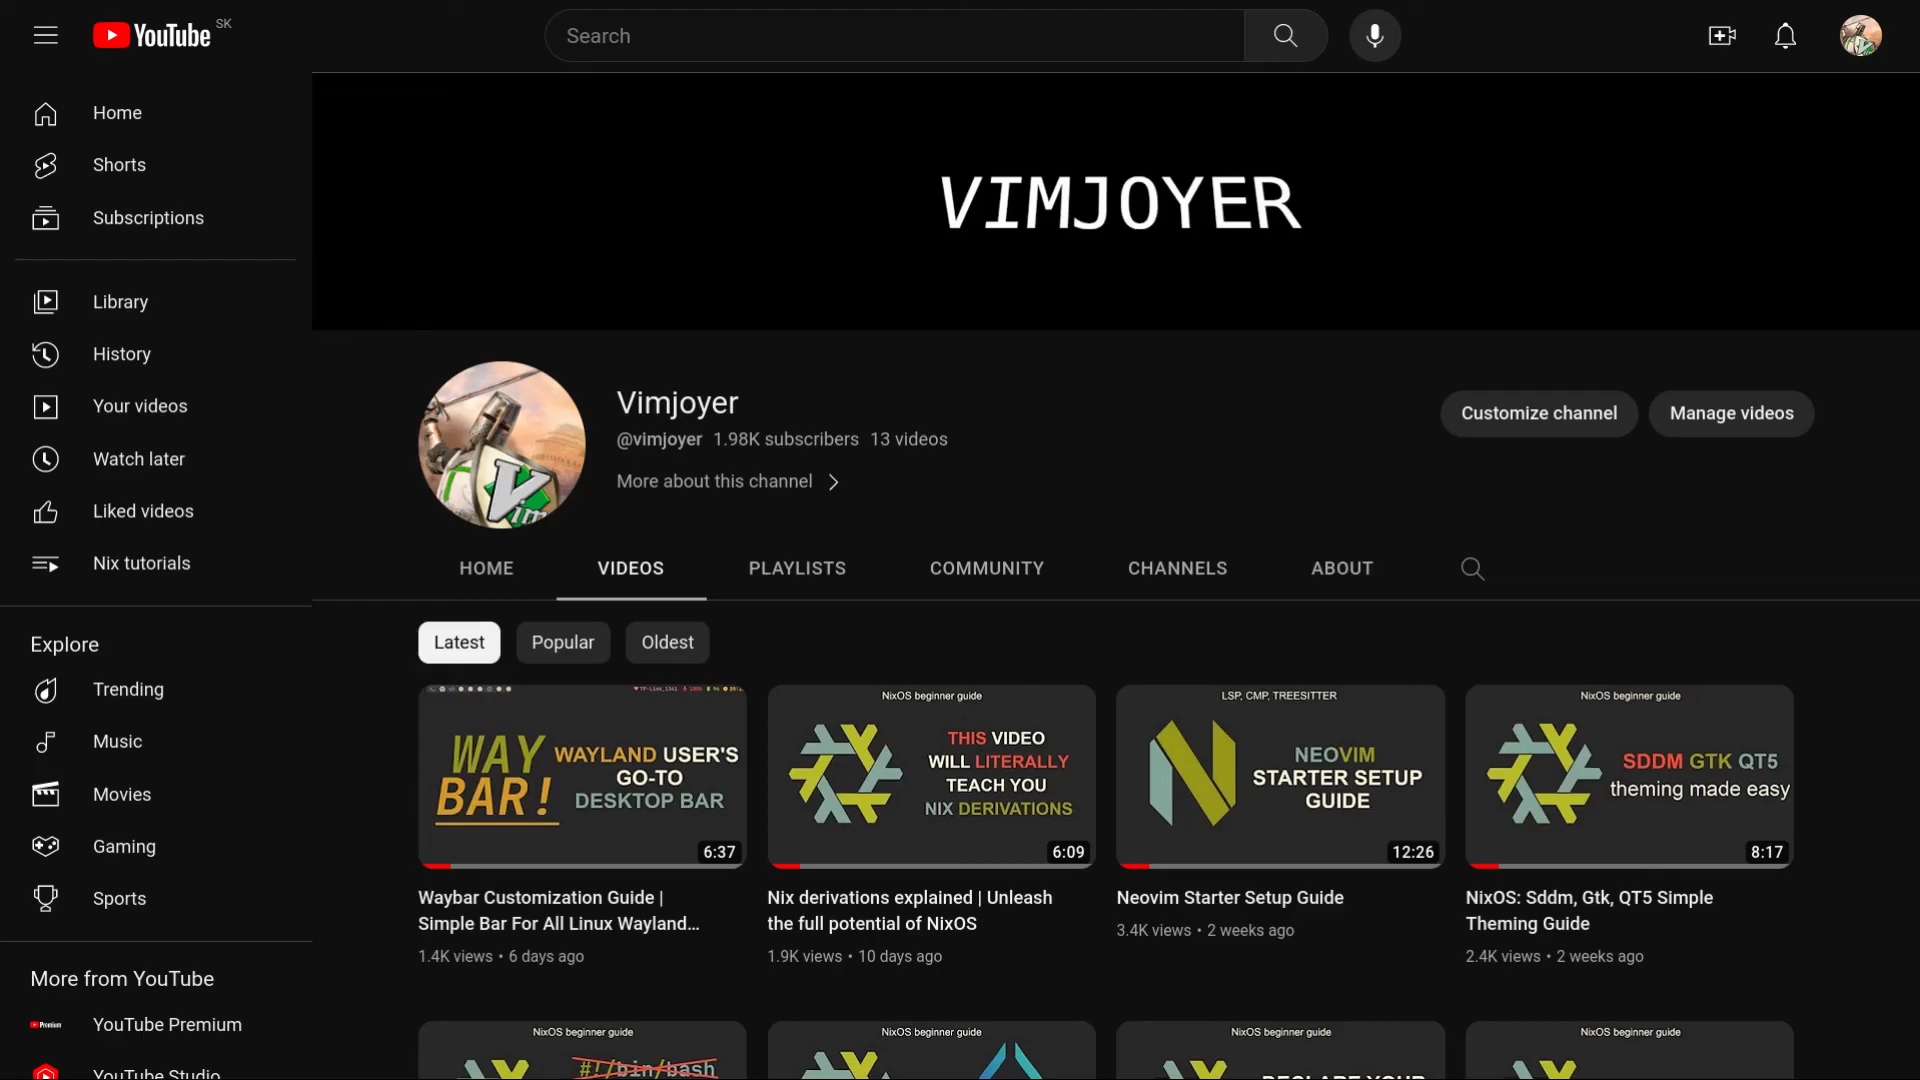 YouTube SK
Search
Home
Shorts
Subscriptions
Library
History
Your videos
Watch later
Liked videos
Nix tutorials
Explore
Trending
Music
Movies
Gaming
Sports
More from YouTube
Premium
YouTube Premium
YouTube Studio
VIMJOYER
Vim
Vimjoyer
@vimjoyer 1.98K subscribers 13 videos
More about this channel
Customize channel
Manage videos
HOME VIDEOS PLAYLISTS COMMUNITY CHANNELS ABOUT
Latest Popular Oldest
WAY
BAR!
WAYLAND USER'S
GO-TO
DESKTOP BAR
6:37
Waybar Customization Guide |
Simple Bar For All Linux Wayland...
1.4K views • 6 days ago
NixOS beginner guide
THIS VIDEO
WILL LITERALLY
TEACH YOU
NIX DERIVATIONS
6:09
Nix derivations explained | Unleash
the full potential of NixOS
1.9K views • 10 days ago
LSP, CMP, TREESITTER
NEOVIM
STARTER SETUP
GUIDE
12:26
Neovim Starter Setup Guide
3.4K views • 2 weeks ago
NixOS beginner guide
SDDM GTK QT5
theming made easy
8:17
NixOS: Sddm, Gtk, QT5 Simple
Theming Guide
2.4K views • 2 weeks ago
NixOS beginner guide
#!/bin/bash
NixOS beginner guide
NixOS beginner guide
DECLARE YOUR
NixOS beginner guide